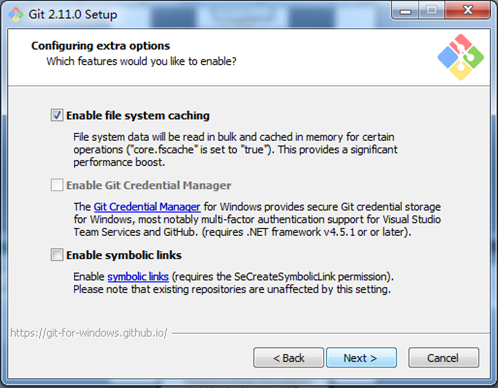 Git 2.11.0 Setup
Configuring extra options
Which features would you like to enable?
Enable file system caching
File system data will be read in bulk and cached in memory for certain
operations ("core.fscache" is set to "true"). This provides a significant
performance boost.
Enable Git Credential Manager
The Git Credential Manager for Windows provides secure Git credential storage
for Windows, most notably multi-factor authentication support for Visual Studio
Team Services and GitHub. (requires .NET framework v4.5.1 or or later).
Enable symbolic links
Enable symbolic links (requires the SeCreateSymbolicLink permission).
Please note that existing repositories are unaffected by this setting.
https://git-for-windows.github.io/
< Back
Next >
Cancel